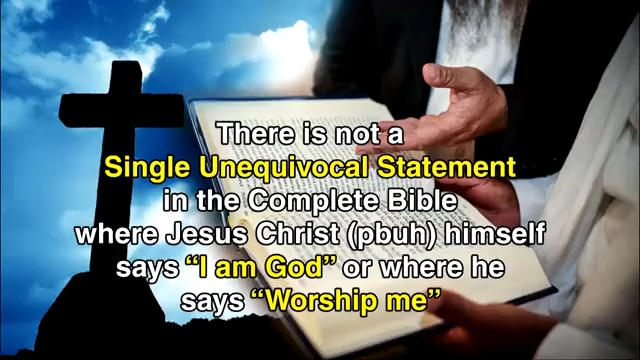 There is not a
Single Unequivocal Statement
in the Complete Bible
where Jesus Christ (pbuh) himself
says “I am God” or where he
says “Worship me”